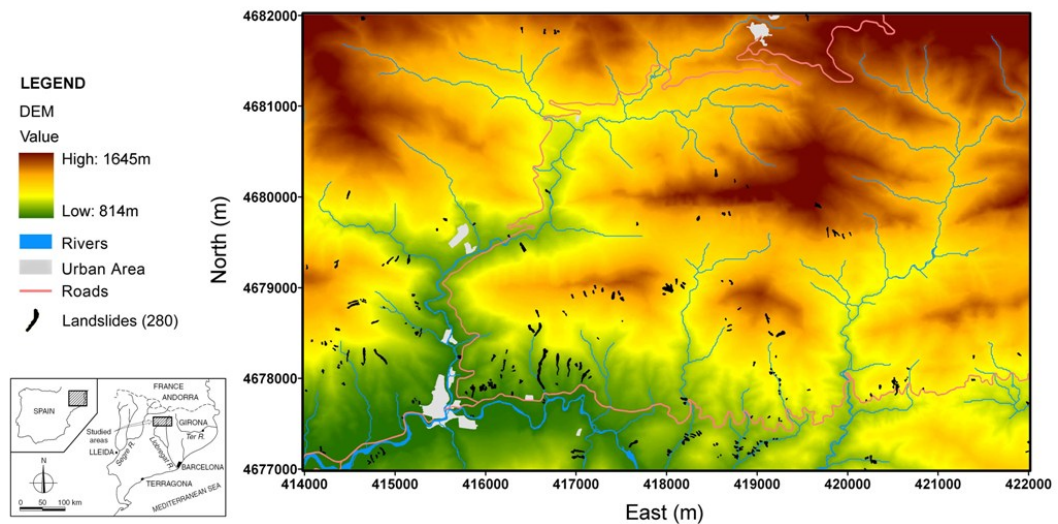 LEGEND
DEM
Value
High: 1645m
Low: 814m
Rivers
Urban Area
Roads
Landslides (280)
SPAIN
FRANCE
ANDORRA
Studied
areas
GIRONA
Ter R.
LLEIDA
Segre R.
Llobregat R.
BARCELONA
TERRAGONA
MEDITERRANEAN SEA
N
0 50 100 km
North (m)
4682000
4681000
4680000
4679000
4678000
4677000
414000 415000 416000 417000 418000 419000 420000 421000 422000
East (m)